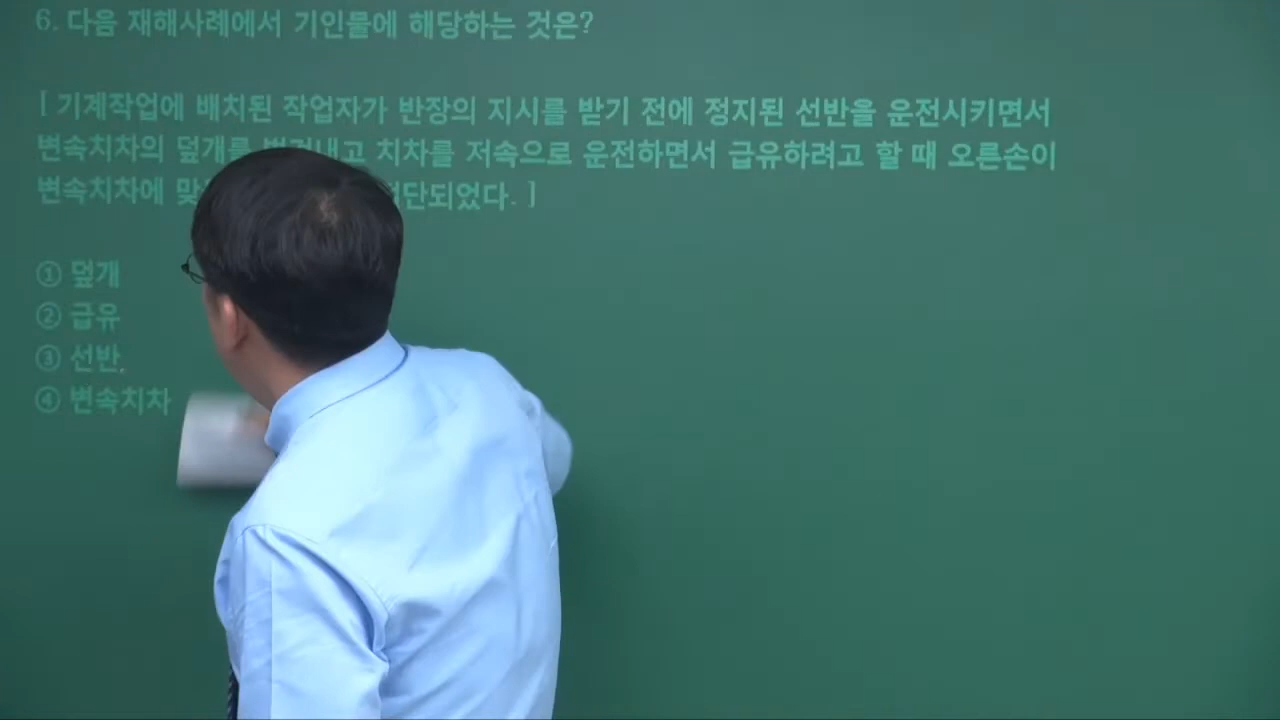 6. 다음 재해사례에서 기인물에 해당하는 것은?
[ 기계작업에 배치된 작업자가 반장의 지시를 받기 전에 정지된 선반을 운전시키면서
변속치차의 덮개를 치차를 저속으로 운전하면서 급유하려고 할 때 오른손이
변속치차에 절단되었다. ]
① 덮개
② 급유
③ 선반
④ 변속치차